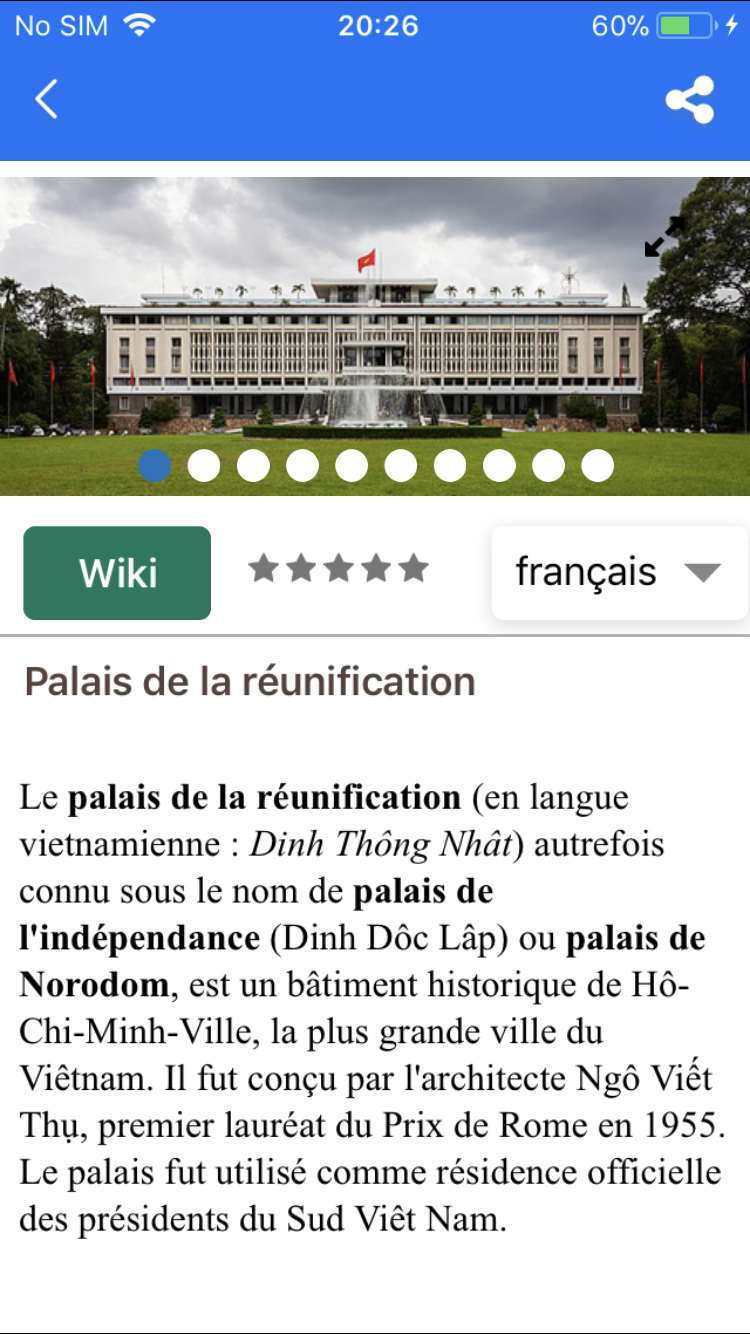 No SIM 20:26 60%
Wiki français
Palais de la réunification
Le palais de la réunification (en langue
vietnamienne : Dinh Thông Nhât) autrefois
connu sous le nom de palais de
l'indépendance (Dinh Dôc Lâp) ou palais de
Norodom, est un bâtiment historique de Hô-
Chi-Minh-Ville, la plus grande ville du
Viêtnam. Il fut conçu par l'architecte Ngô Viết
Thụ, premier lauréat du Prix de Rome en 1955.
Le palais fut utilisé comme résidence officielle
des présidents du Sud Viêt Nam.